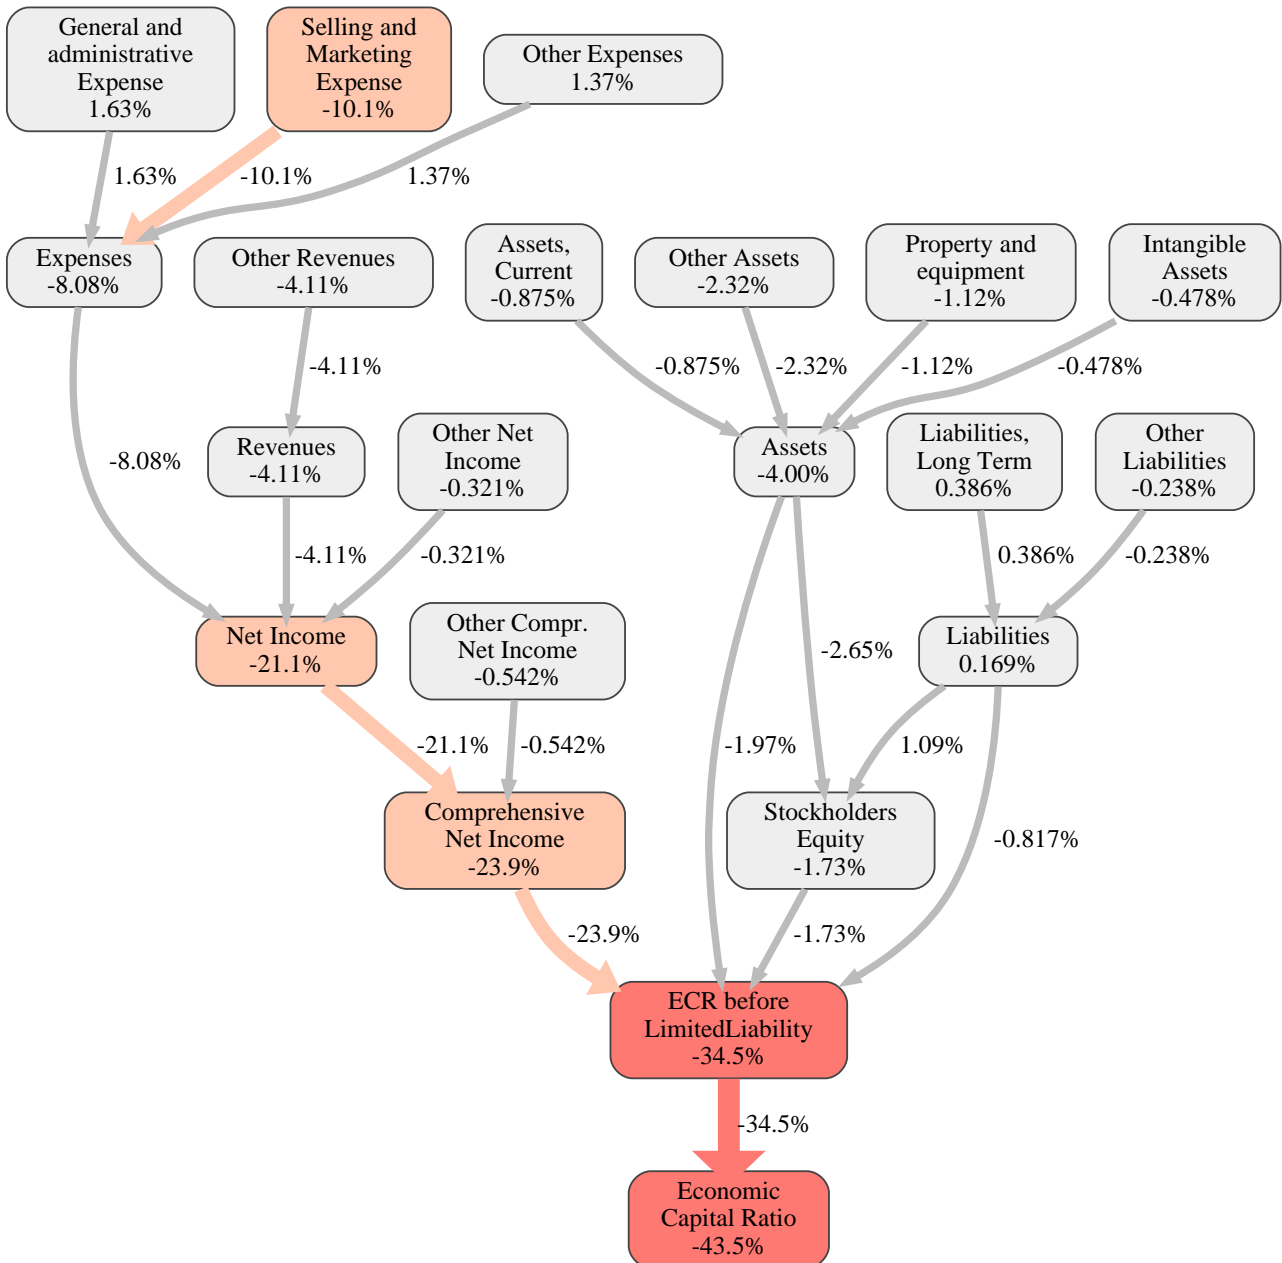 General and
administrative
Expense
1.63%
Selling and
Marketing
Expense
-10.1%
Other Expenses
1.37%
1.63%
-10.1%
1.37%
Expenses
-8.08%
Other Revenues
-4.11%
Assets,
Current
-0.875%
Other Assets
-2.32%
Property and
equipment
-1.12%
Intangible
Assets
-0.478%
-4.11%
-0.875%
-2.32%
-1.12%
-0.478%
-8.08%
Revenues
-4.11%
Other Net
Income
-0.321%
Assets
-4.00%
Liabilities,
Long Term
0.386%
Other
Liabilities
-0.238%
-4.11%
-0.321%
0.386%
-0.238%
Net Income
-21.1%
Other Compr.
Net Income
-0.542%
-2.65%
Liabilities
0.169%
-21.1%
-0.542%
-1.97%
1.09%
Comprehensive
Net Income
-23.9%
Stockholders
Equity
-1.73%
-0.817%
-23.9%
-1.73%
ECR before
LimitedLiability
-34.5%
-34.5%
Economic
Capital Ratio
-43.5%